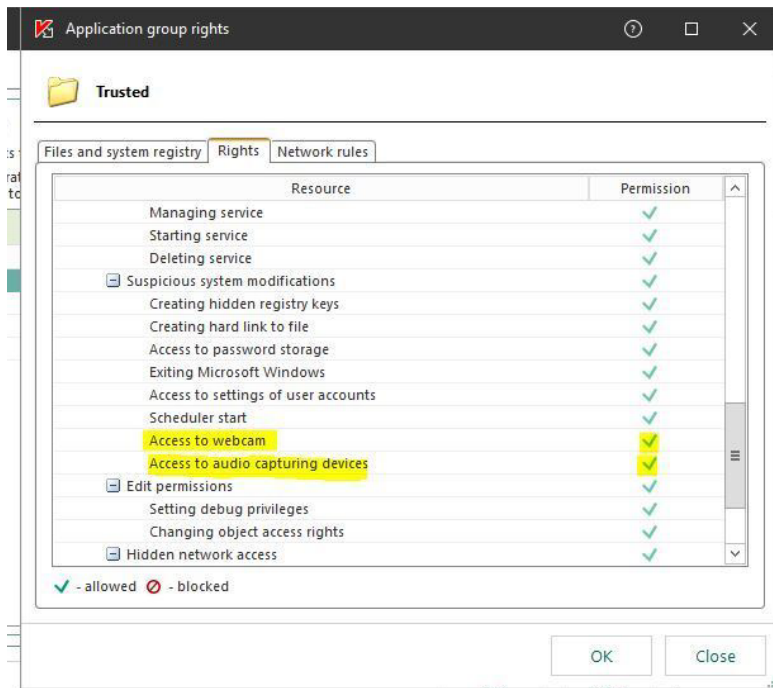 Application group rights
Trusted
Files and system registry Rights Network rules
Resource Permission
Managing service
Starting service
Deleting service
Suspicious system modifications
Creating hidden registry keys
Creating hard link to file
Access to password storage
Exiting Microsoft Windows
Access to settings of user accounts
Scheduler start
Access to webcam
Access to audio capturing devices
Edit permissions
Setting debug privileges
Changing object access rights
Hidden network access
- allowed - blocked
OK Close